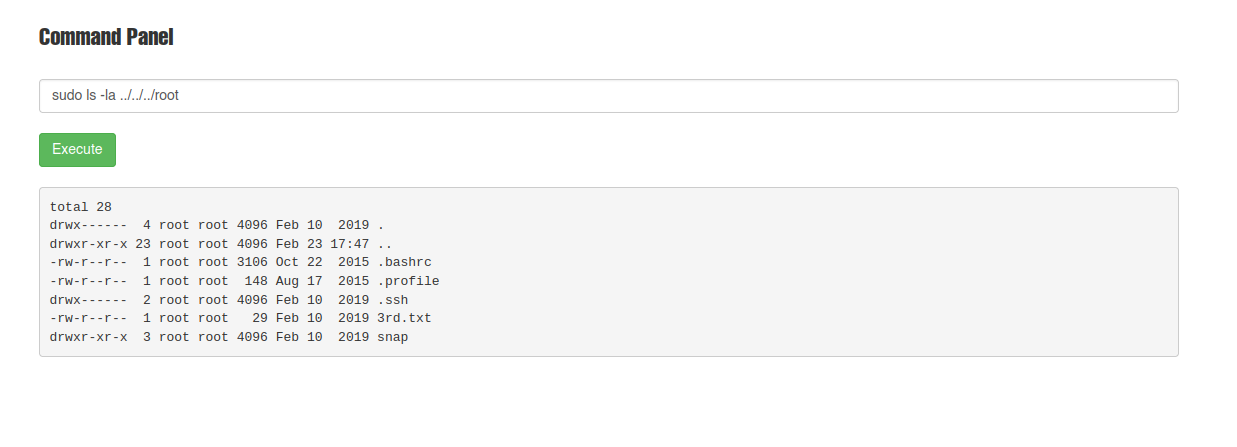 Command Panel
sudo ls -la ../../../root
Execute
total 28
drwx------  4 root root 4096 Feb 10  2019 .
drwxr-xr-x 23 root root 4096 Feb 23 17:47 ..
-rw-r--r--  1 root root 3106 Oct 22  2015 .bashrc
-rw-r--r--  1 root root  148 Aug 17  2015 .profile
drwx------  2 root root 4096 Feb 10  2019 .ssh
-rw-r--r--  1 root root   29 Feb 10  2019 3rd.txt
drwxr-xr-x  3 root root 4096 Feb 10  2019 snap